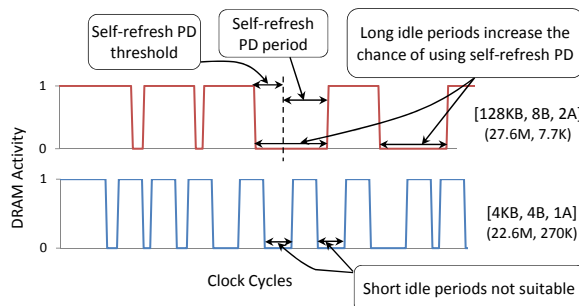 Self-refresh PD
threshold
Self-refresh
PD period
Long idle periods increase the
chance of using self-refresh PD
DRAM Activity
1
0
[128KB, 8B, 2A]
(27.6M, 7.7K)
1
0
[4KB, 4B, 1A]
(22.6M, 270K)
Clock Cycles
Short idle periods not suitable